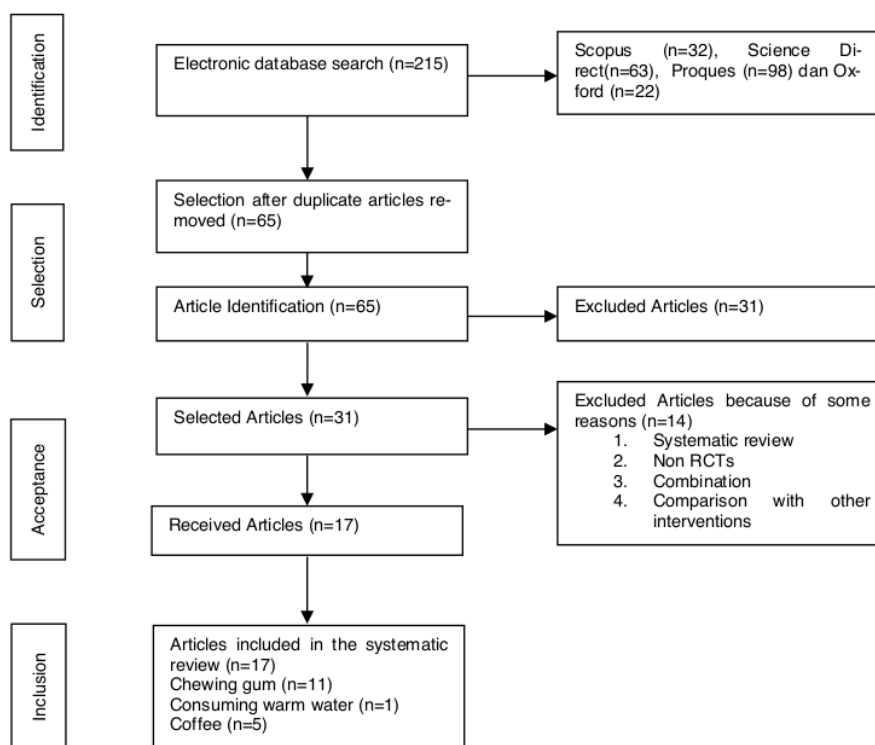 Identification
Electronic database search (n=215)
Scopus (n=32), Science Di-
rect(n=63), Proques (n=98) dan Ox-
ford (n=22)
Selection
Selection after duplicate articles re-
moved (n=65)
Article Identification (n=65)
Excluded Articles (n=31)
Acceptance
Selected Articles (n=31)
Excluded Articles because of some
reasons (n=14)
1. Systematic review
2. Non RCTs
3. Combination
4. Comparison with other
interventions
Received Articles (n=17)
Inclusion
Articles included in the systematic
review (n=17)
Chewing gum (n=11)
Consuming warm water (n=1)
Coffee (n=5)